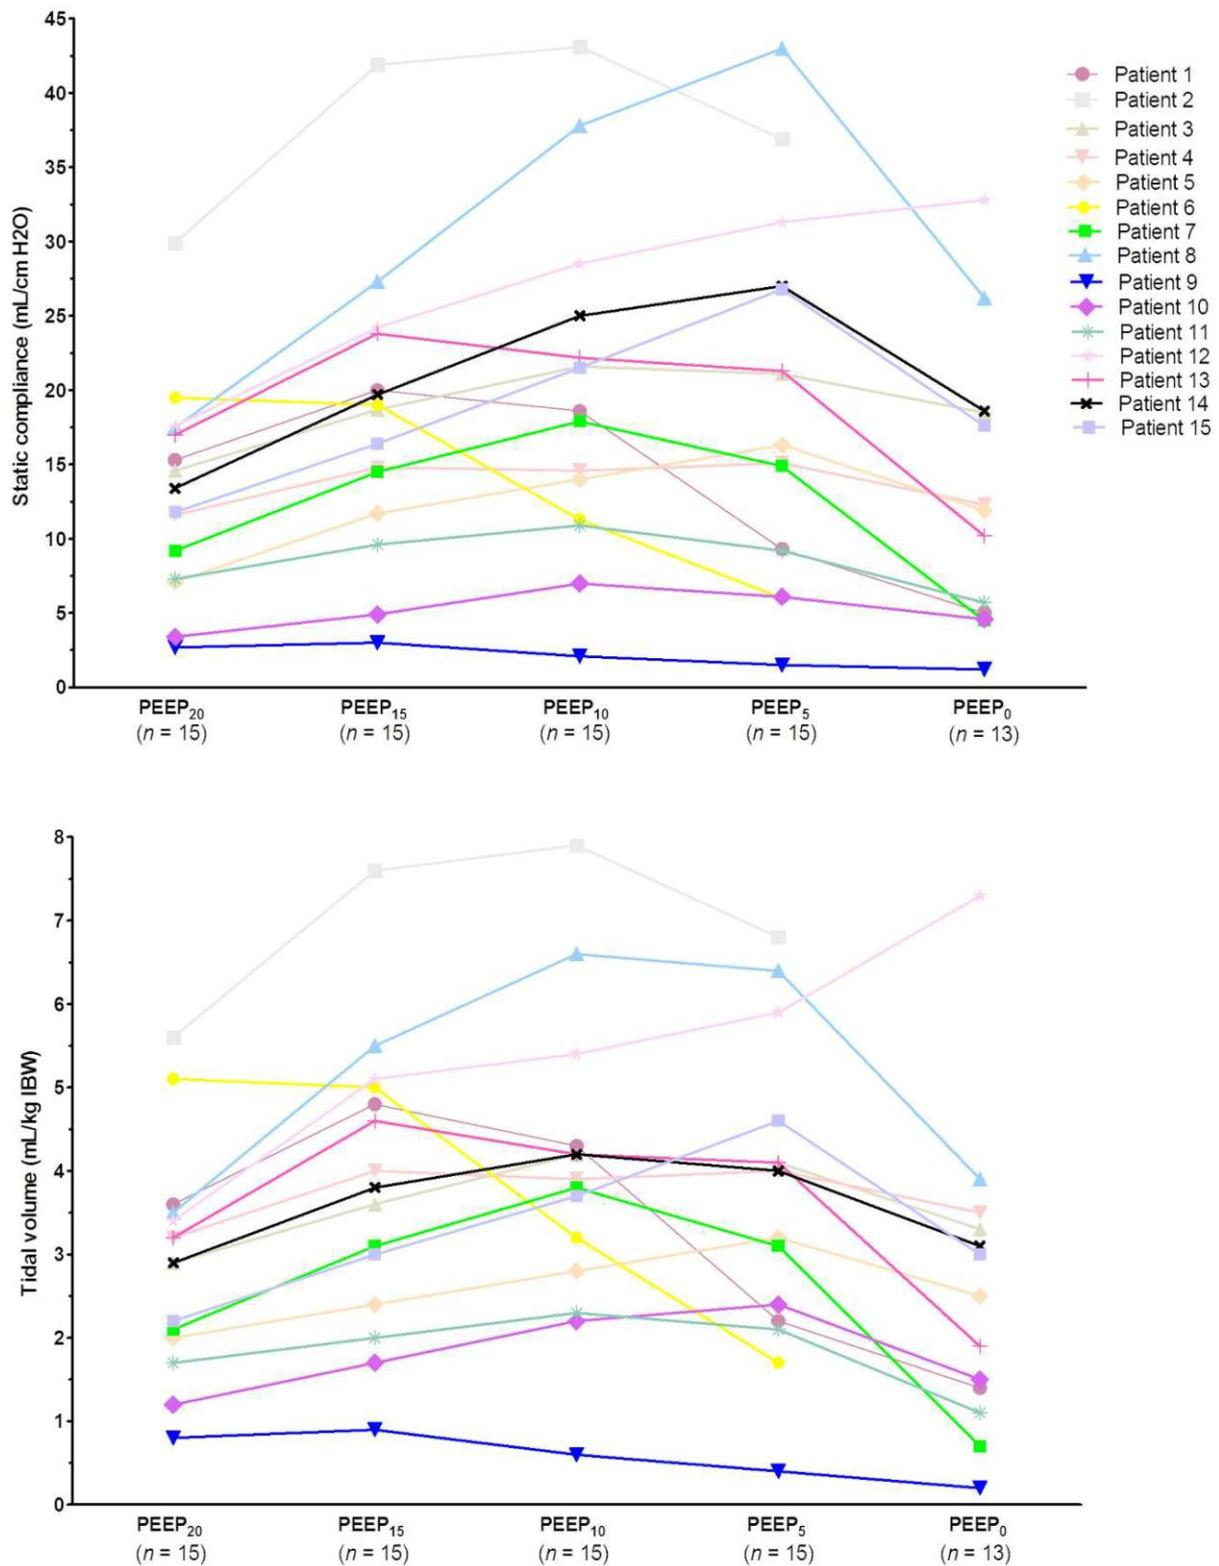 45
40
35
30
25
20
15
10
5
0
Static compliance (mL/cm H2O)
PEEP20 PEEP15 PEEP10 PEEP5 PEEP0
(n = 15) (n = 15) (n = 15) (n = 15) (n = 13)
Patient 1
Patient 2
Patient 3
Patient 4
Patient 5
Patient 6
Patient 7
Patient 8
Patient 9
Patient 10
Patient 11
Patient 12
Patient 13
Patient 14
Patient 15
8
7
6
5
4
3
2
1
0
Tidal volume (mL/kg IBW)
PEEP20 PEEP15 PEEP10 PEEP5 PEEP0
(n = 15) (n = 15) (n = 15) (n = 15) (n = 13)